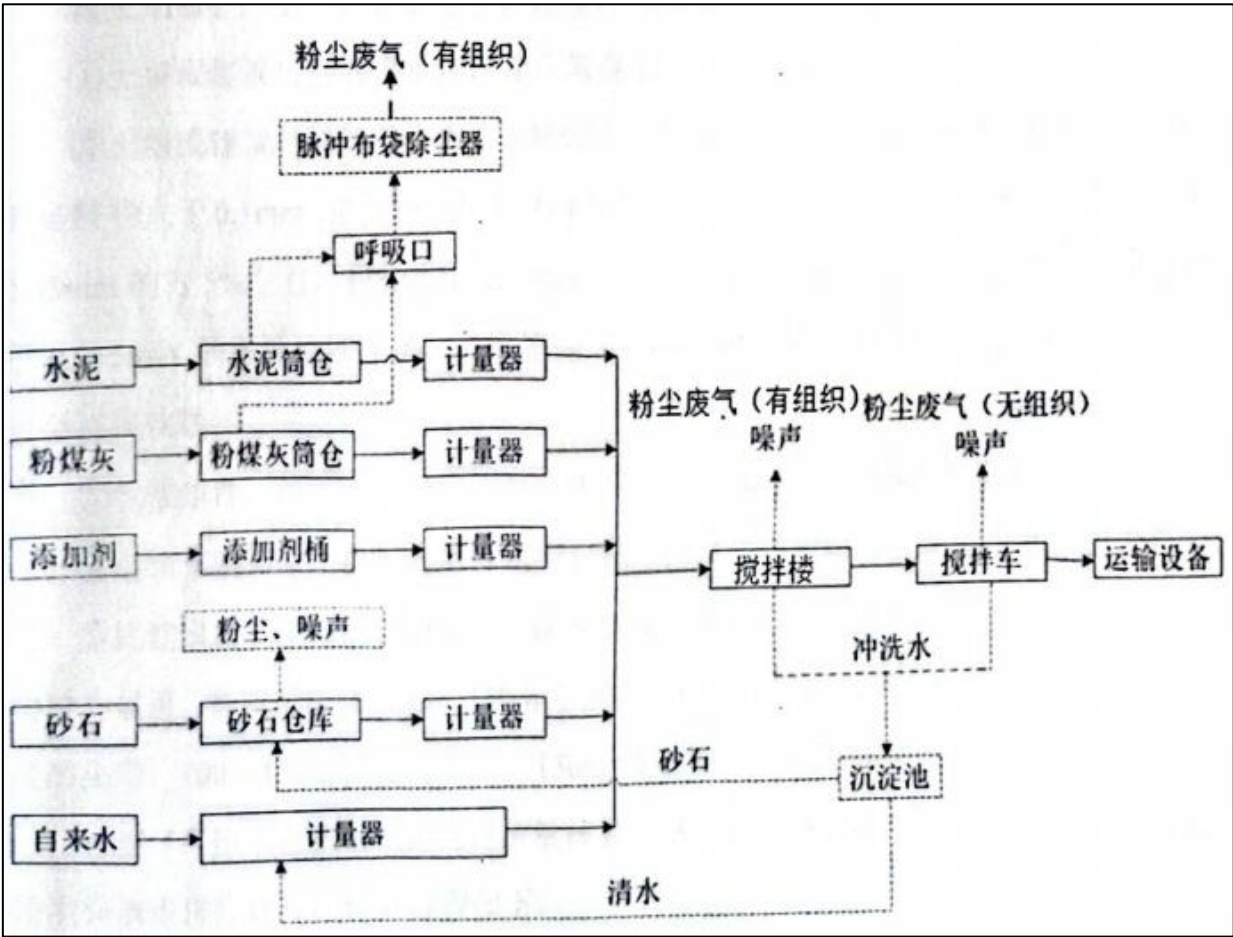 粉尘废气（有组织）
脉冲布袋除尘器
呼吸口
水泥
水泥筒仓
计量器
粉尘废气（有组织）
噪声
粉尘废气（无组织）
噪声
粉煤灰
粉煤灰筒仓
计量器
添加剂
添加剂桶
计量器
搅拌楼
搅拌车
运输设备
粉尘、噪声
冲洗水
砂石
砂石仓库
计量器
砂石
沉淀池
自来水
计量器
清水